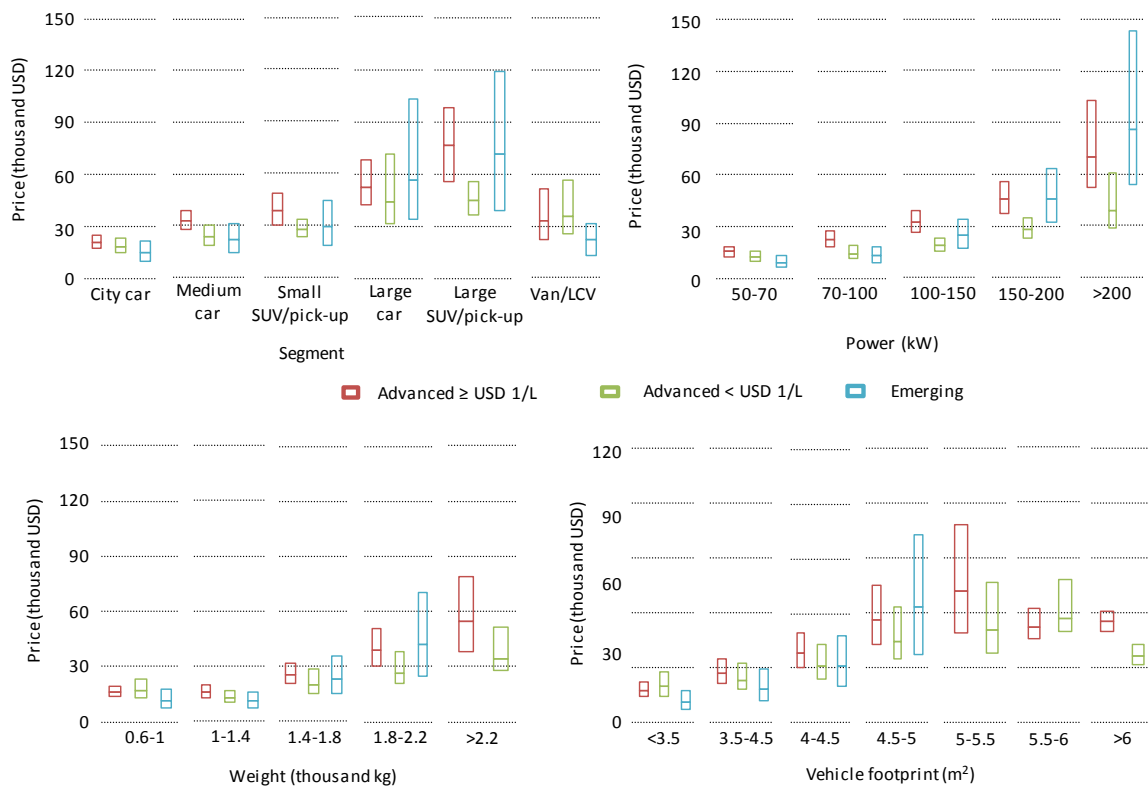 Price (thousand USD)
150
120
90
60
30
0
City car
Medium
car
Small
SUV/pick-up
Large
car
Large
SUV/pick-up
Van/LCV
Segment
Price (thousand USD)
150
120
90
60
30
0
50-70
70-100
100-150
150-200
>200
Power (kW)
Advanced ≥ USD 1/L
Advanced < USD 1/L
Emerging
Price (thousand USD)
150
120
90
60
30
0
0.6-1
1-1.4
1.4-1.8
1.8-2.2
>2.2
Weight (thousand kg)
Price (thousand USD)
120
90
60
30
0
<3.5
3.5-4.5
4-4.5
4.5-5
5-5.5
5.5-6
>6
Vehicle footprint (m²)